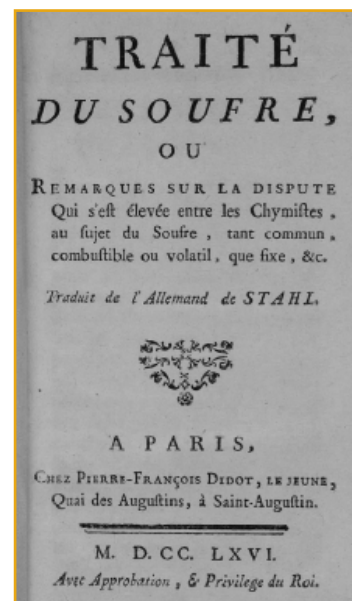 TRAITÉ
DU SOUFRE,
OU
REMARQUES SUR LA DISPUTE
Qui s'eſt élevée entre les Chymiſtes,
au ſujet du Soufre, tant commun,
combuſtible ou volatil, que fixe, &c.
Traduit de l'Allemand de STAHL.
A PARIS,
CHEZ PIERRE-FRANÇOIS DIDOT, LE JEUNE,
Quai des Auguſtins, à Saint-Auguſtin.
M. D. CC. LXVI.
Avec Approbation, & Privilege du Roi.